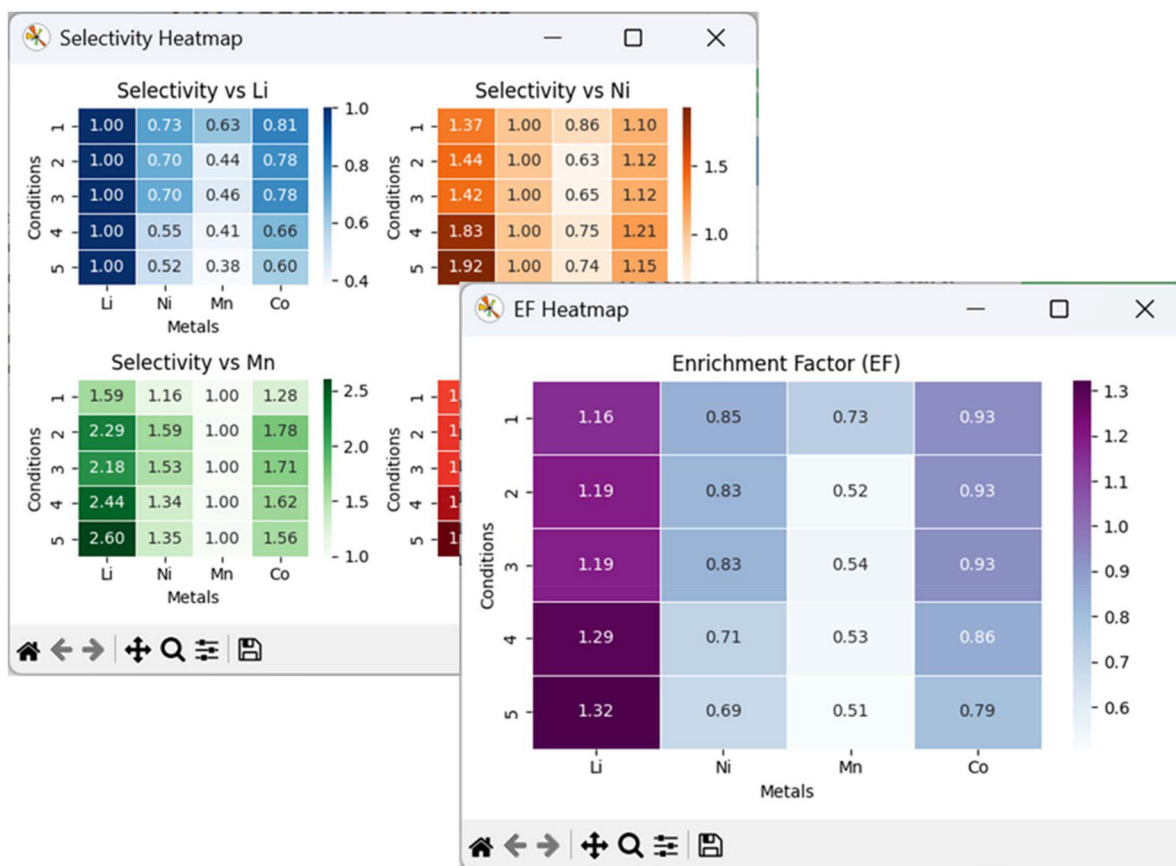 Selectivity Heatmap
Selectivity vs Li
Conditions
1 1.00 0.73 0.63 0.81
2 1.00 0.70 0.44 0.78
3 1.00 0.70 0.46 0.78
4 1.00 0.55 0.41 0.66
5 1.00 0.52 0.38 0.60
Li Ni Mn Co
Metals
1.0
0.8
0.6
0.4
Selectivity vs Ni
1.37 1.00 0.86 1.10
1.44 1.00 0.63 1.12
1.42 1.00 0.65 1.12
1.83 1.00 0.75 1.21
1.92 1.00 0.74 1.15
1.5
1.0
Selectivity vs Mn
Conditions
1 1.59 1.16 1.00 1.28
2 2.29 1.59 1.00 1.78
3 2.18 1.53 1.00 1.71
4 2.44 1.34 1.00 1.62
5 2.60 1.35 1.00 1.56
Li Ni Mn Co
Metals
2.5
2.0
1.5
1.0
EF Heatmap
Enrichment Factor (EF)
Conditions
1 1.16 0.85 0.73 0.93
2 1.19 0.83 0.52 0.93
3 1.19 0.83 0.54 0.93
4 1.29 0.71 0.53 0.86
5 1.32 0.69 0.51 0.79
Li Ni Mn Co
Metals
1.3
1.2
1.1
1.0
0.9
0.8
0.7
0.6